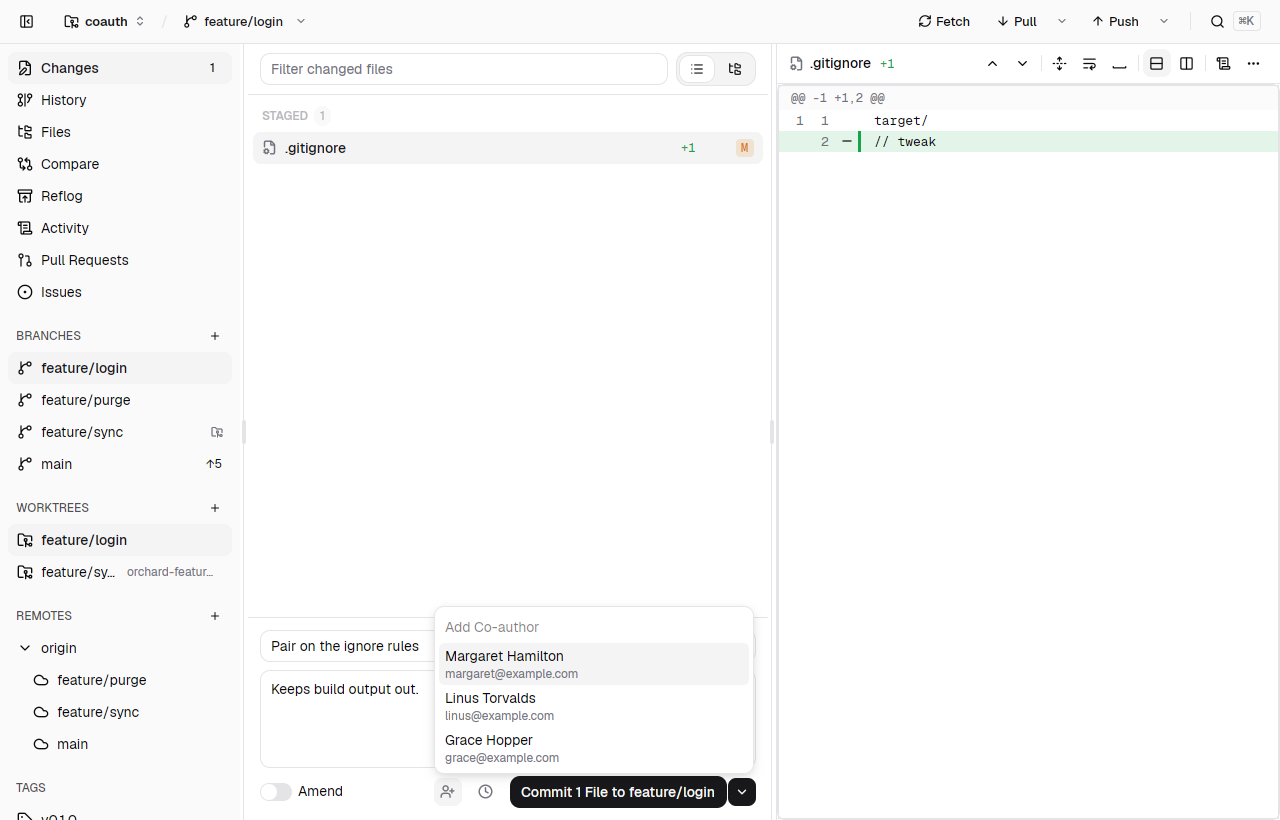 coauth / feature/login Fetch Pull Push ⌘K
Changes 1
History
Files
Compare
Reflog
Activity
Pull Requests
Issues
BRANCHES
feature/login
feature/purge
feature/sync
main ↑5
WORKTREES
feature/login
feature/sy... orchard-featur...
REMOTES
origin
feature/purge
feature/sync
main
TAGS
v0.1.0
Filter changed files
STAGED 1
.gitignore +1 M
Add Co-author
Margaret Hamilton
margaret@example.com
Linus Torvalds
linus@example.com
Grace Hopper
grace@example.com
Pair on the ignore rules
Keeps build output out.
Amend
Commit 1 File to feature/login
.gitignore +1
@@ -1 +1,2 @@
1 1 target/
2 // tweak